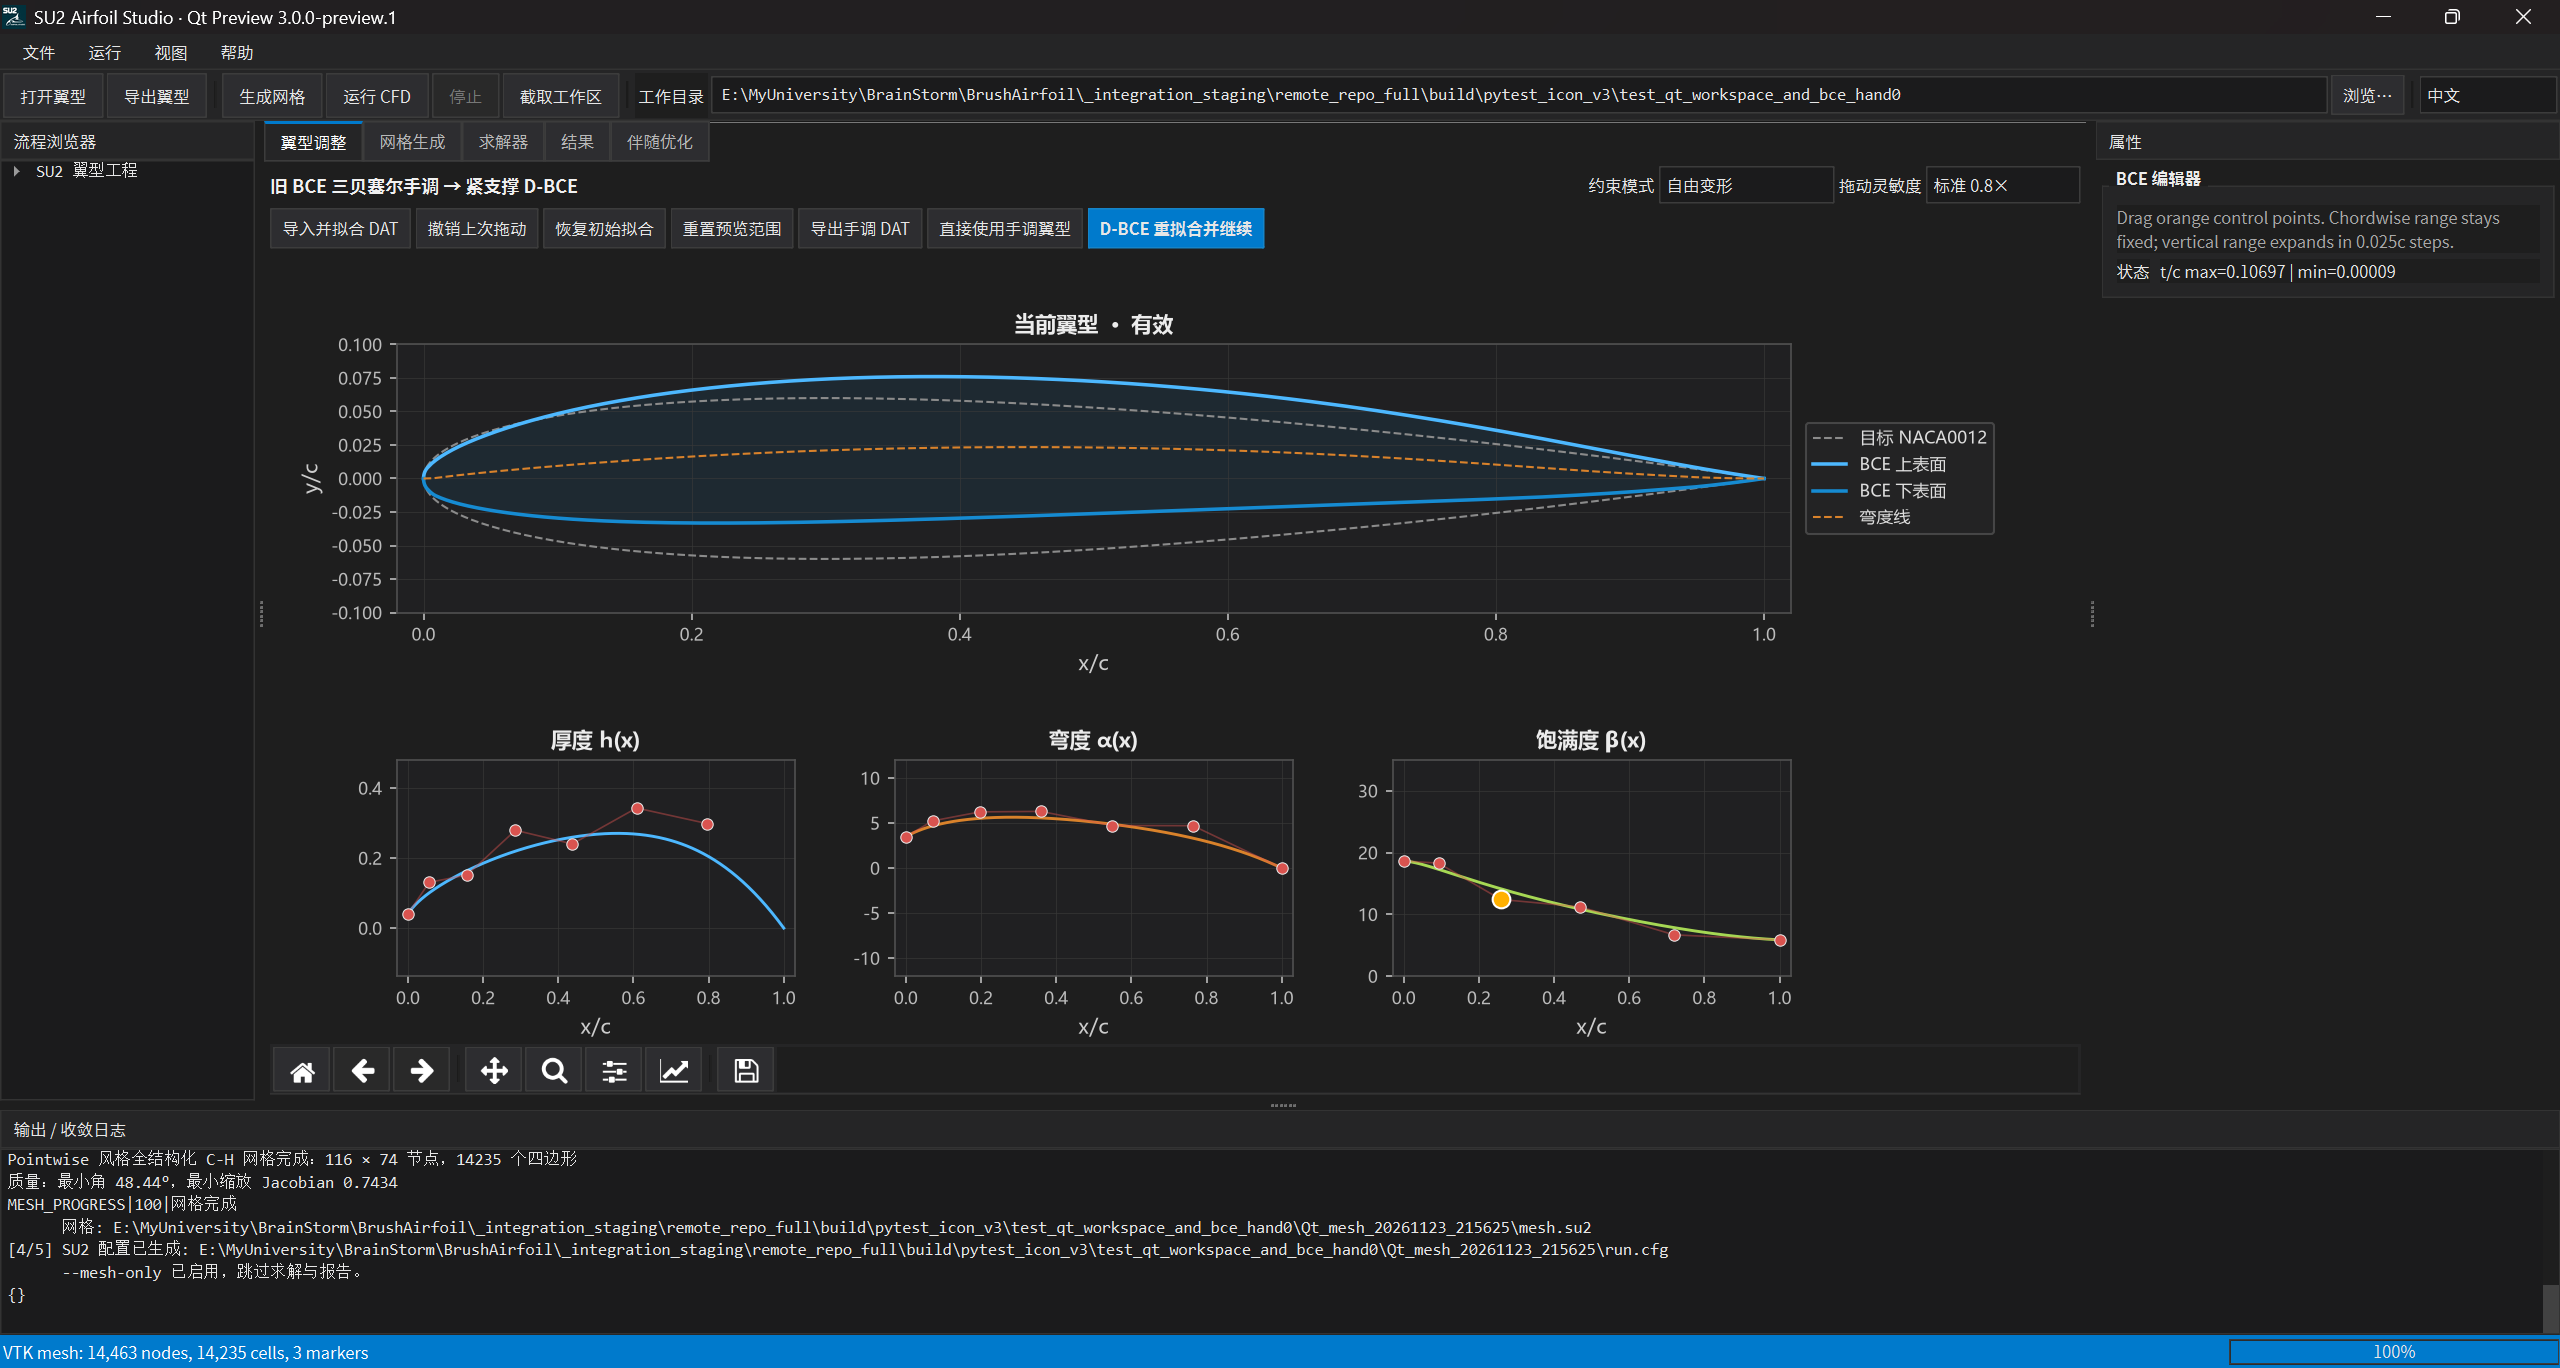 SU2 Airfoil Studio · Qt Preview 3.0.0-preview.1
文件 运行 视图 帮助
打开翼型 导出翼型 生成网格 运行 CFD 停止 截取工作区 工作目录 E:\MyUniversity\BrainStorm\BrushAirfoil\_integration_staging\remote_repo_full\build\pytest_icon_v3\test_qt_workspace_and_bce_hand0 浏览… 中文
流程浏览器
SU2 翼型工程
翼型调整 网格生成 求解器 结果 伴随优化
旧 BCE 三贝塞尔手调 → 紧支撑 D-BCE 约束模式 自由变形 拖动灵敏度 标准 0.8×
导入并拟合 DAT 撤销上次拖动 恢复初始拟合 重置预览范围 导出手调 DAT 直接使用手调翼型 D-BCE 重拟合并继续
当前翼型 · 有效
0.100
0.075
0.050
0.025
0.000
-0.025
-0.050
-0.075
-0.100
y/c
0.0 0.2 0.4 0.6 0.8 1.0
x/c
目标 NACA0012
BCE 上表面
BCE 下表面
弯度线
厚度 h(x)
0.4
0.2
0.0
0.0 0.2 0.4 0.6 0.8 1.0
x/c
弯度 α(x)
10
5
0
-5
-10
0.0 0.2 0.4 0.6 0.8 1.0
x/c
饱满度 β(x)
30
20
10
0
0.0 0.2 0.4 0.6 0.8 1.0
x/c
属性
BCE 编辑器
Drag orange control points. Chordwise range stays
fixed; vertical range expands in 0.025c steps.
状态 t/c max=0.10697 | min=0.00009
输出 / 收敛日志
Pointwise 风格全结构化 C-H 网格完成: 116 × 74 节点, 14235 个四边形
质量: 最小角 48.44°, 最小缩放 Jacobian 0.7434
MESH_PROGRESS|100|网格完成
网格: E:\MyUniversity\BrainStorm\BrushAirfoil\_integration_staging\remote_repo_full\build\pytest_icon_v3\test_qt_workspace_and_bce_hand0\Qt_mesh_20261123_215625\mesh.su2
[4/5] SU2 配置已生成: E:\MyUniversity\BrainStorm\BrushAirfoil\_integration_staging\remote_repo_full\build\pytest_icon_v3\test_qt_workspace_and_bce_hand0\Qt_mesh_20261123_215625\run.cfg
--mesh-only 已启用, 跳过求解与报告。
{}
VTK mesh: 14,463 nodes, 14,235 cells, 3 markers
100%